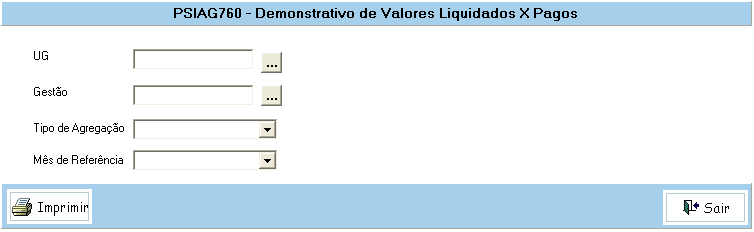 PSIAG760 - Demonstrativo de Valores Liquidados X Pagos
UG
...
Gestão
...
Tipo de Agregação
Mês de Referência
Imprimir
Sair